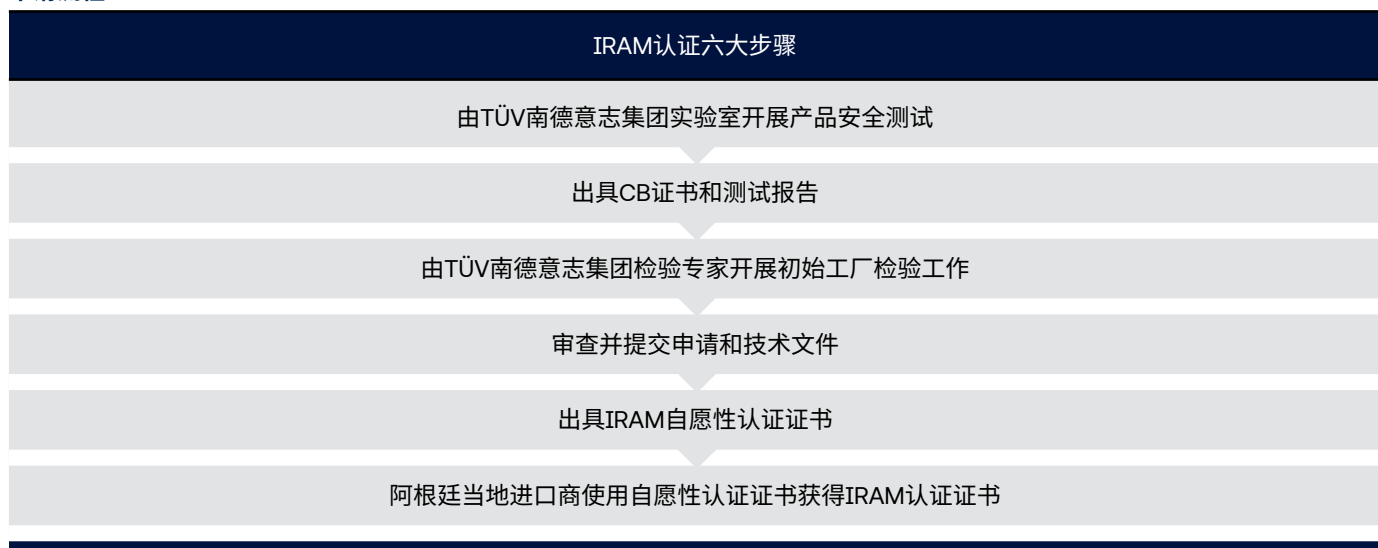 IRAM认证六大步骤
由TÜV南德意志集团实验室开展产品安全测试
出具CB证书和测试报告
由TÜV南德意志集团检验专家开展初始工厂检验工作
审查并提交申请和技术文件
出具IRAM自愿性认证证书
阿根廷当地进口商使用自愿性认证证书获得IRAM认证证书